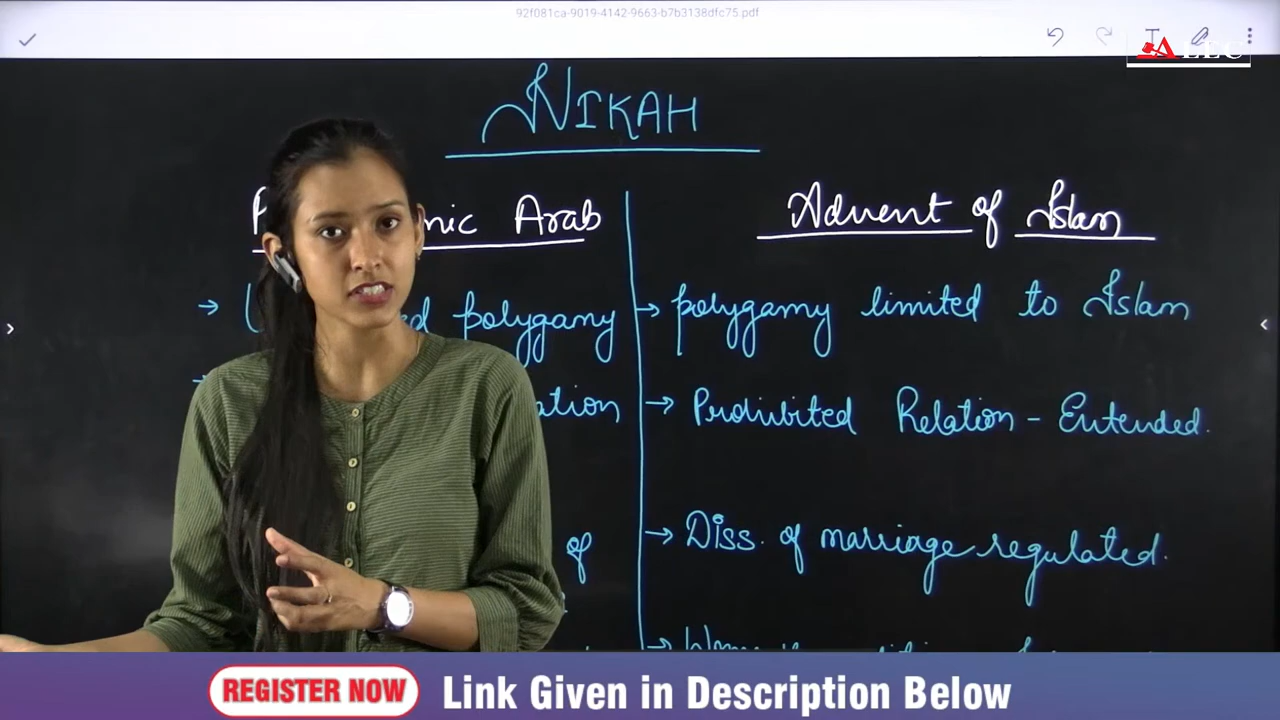 92f081ca-9019-4142-9663-b7b3138dfc75.pdf
A LEC
NIKAH
nic Arab
Advent of Islam
ed polygamy
→ polygamy limited to Islam
ation
→ Prohibited Relation - Extended.
of
→ Diss. of marriage regulated.
REGISTER NOW Link Given in Description Below